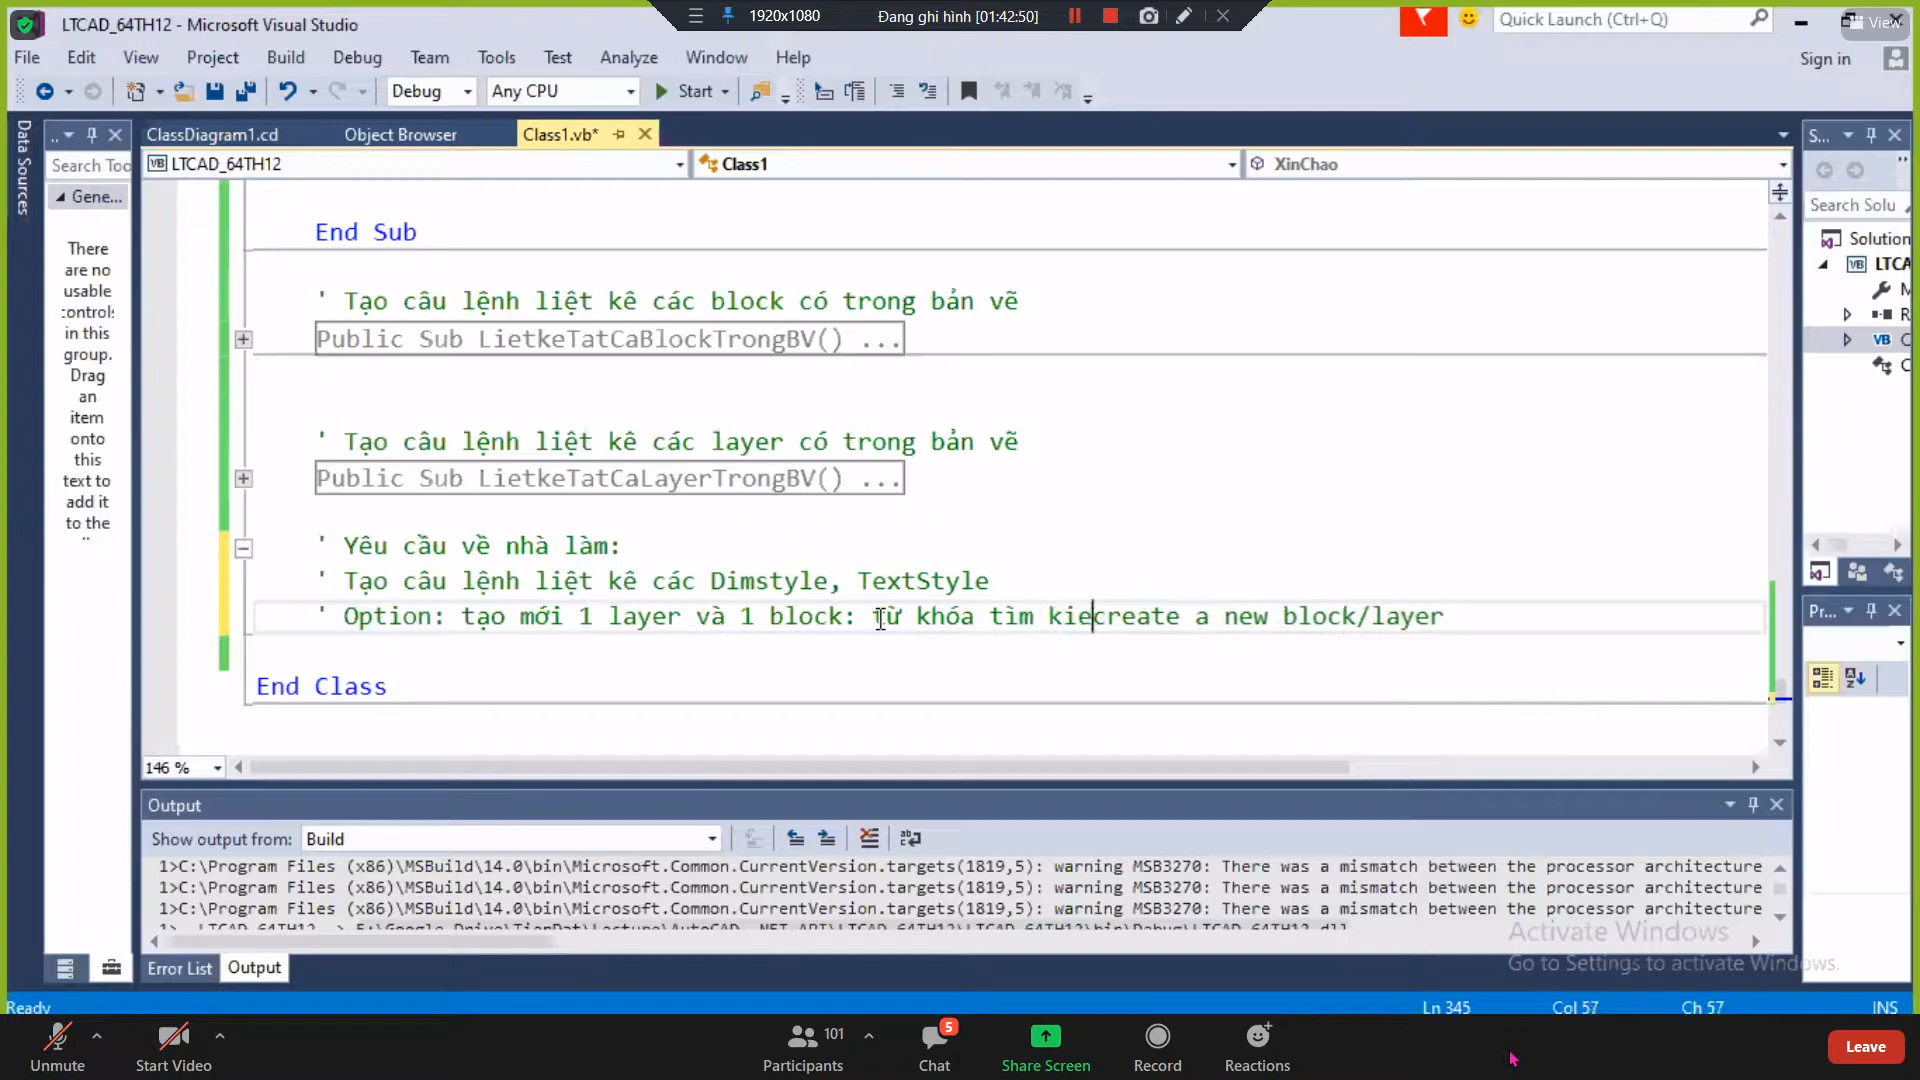 LTCAD_64TH12 - Microsoft Visual Studio
1920x1080
Đang ghi hình [01:42:50]
Quick Launch (Ctrl+Q)
View
File Edit View Project Build Debug Team Tools Test Analyze Window Help
Sign in
Debug
Any CPU
Start
Data Sources
ClassDiagram1.cd
Object Browser
Class1.vb*
S...
Search Too
LTCAD_64TH12
Class1
XinChao
Gene...
There
are no
usable
controls
in this
group.
Drag
an
item
onto
this
text to
add it
to the
End Sub
' Tạo câu lệnh liệt kê các block có trong bản vẽ
Public Sub LietkeTatCaBlockTrongBV() ...
' Tạo câu lệnh liệt kê các layer có trong bản vẽ
Public Sub LietkeTatCaLayerTrongBV() ...
' Yêu cầu về nhà làm:
' Tạo câu lệnh liệt kê các Dimstyle, TextStyle
' Option: tạo mới 1 layer và 1 block: từ khóa tìm kiecreate a new block/layer
End Class
146 %
Search Solu
Solution
LTCA
M
R
C
C
Pr...
Output
Show output from:
Build
1>C:\Program Files (x86)\MSBuild\14.0\bin\Microsoft.Common.CurrentVersion.targets(1819,5): warning MSB3270: There was a mismatch between the processor architecture
1>C:\Program Files (x86)\MSBuild\14.0\bin\Microsoft.Common.CurrentVersion.targets(1819,5): warning MSB3270: There was a mismatch between the processor architecture
1>C:\Program Files (x86)\MSBuild\14.0\bin\Microsoft.Common.CurrentVersion.targets(1819,5): warning MSB3270: There was a mismatch between the processor architecture
Activate Windows
Go to Settings to activate Windows.
Error List
Output
Ready
Ln 345
Col 57
Ch 57
INS
Unmute
Start Video
101
Participants
5
Chat
Share Screen
Record
Reactions
Leave